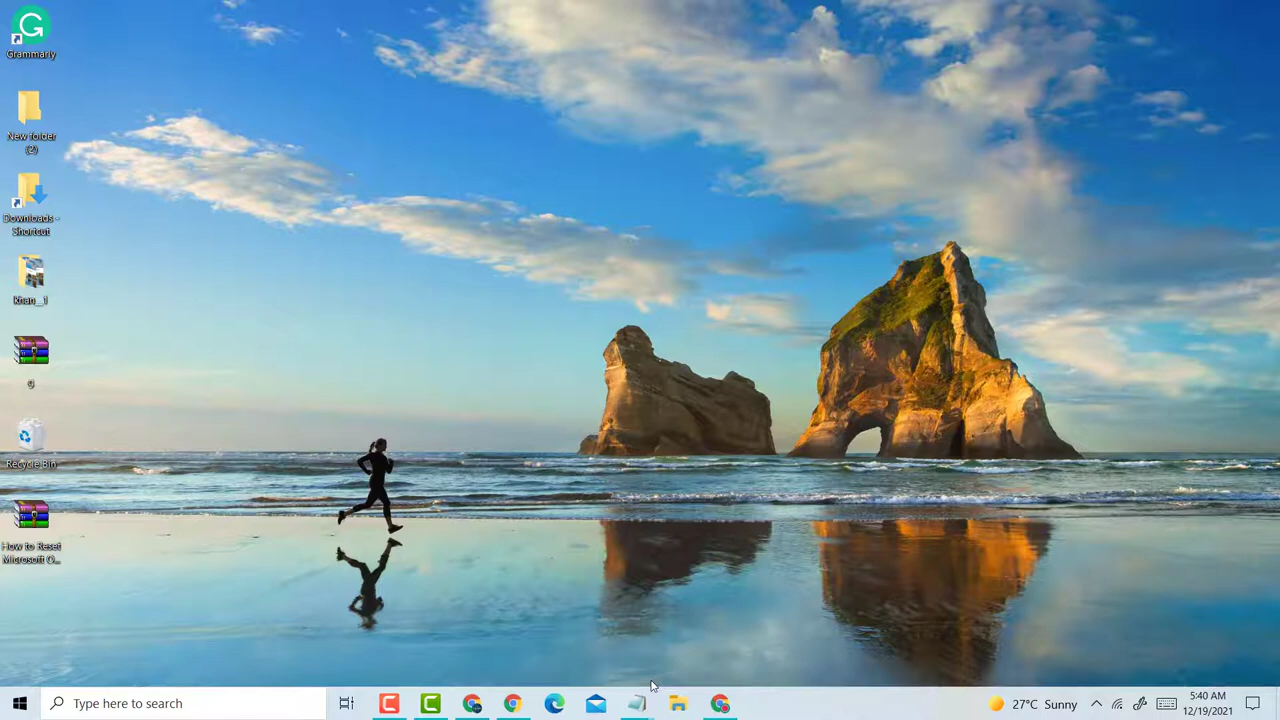 Grammarly
New folder
(2)
Downloads -
Shortcut
khan__1
g
Recycle Bin
How to Reset
Microsoft O...
Type here to search
27°C Sunny
5:40 AM
12/19/2021